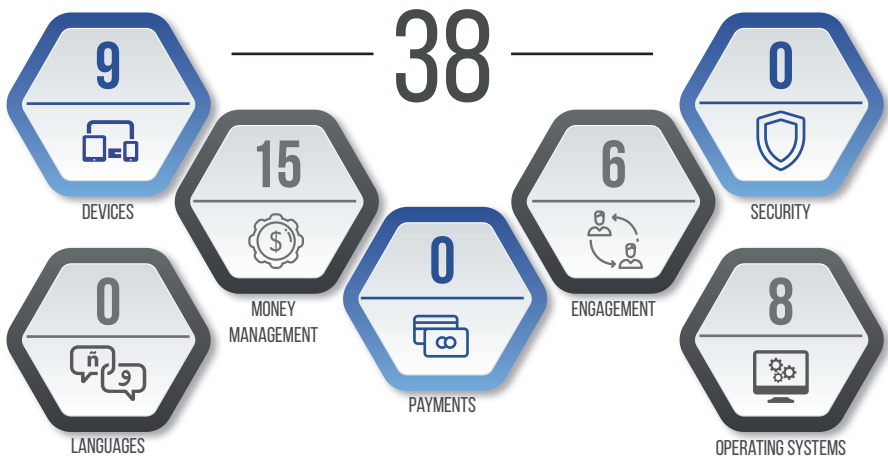 38
9
DEVICES
15
MONEY
MANAGEMENT
0
PAYMENTS
6
ENGAGEMENT
0
SECURITY
0
ñ
و
LANGUAGES
8
OPERATING SYSTEMS